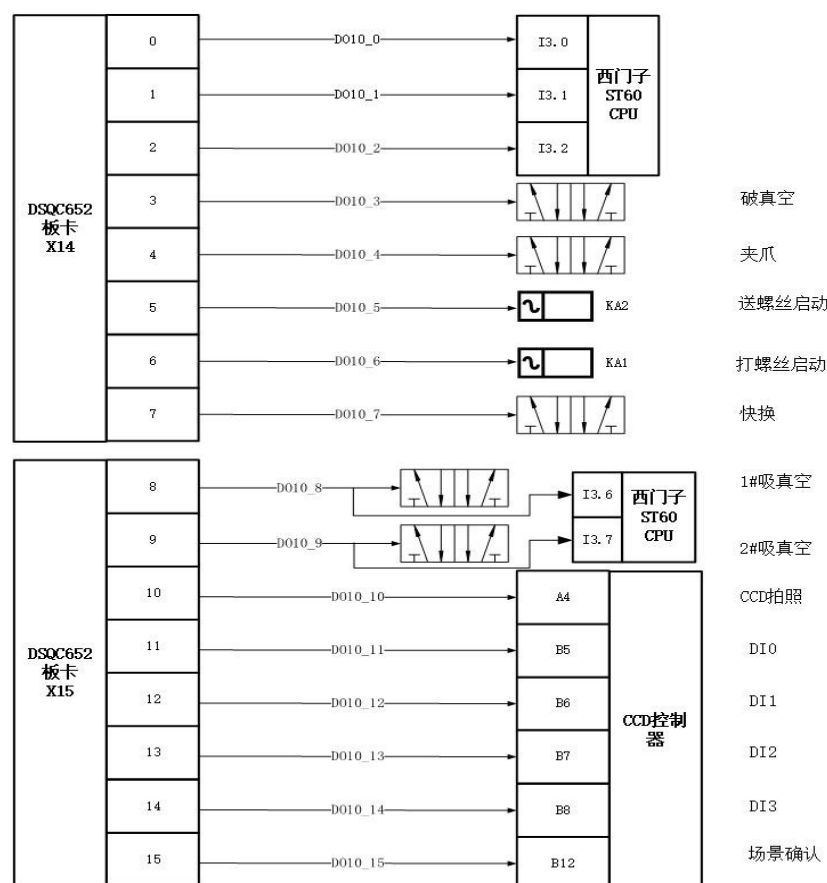 DSQC652
板卡
X14
0
DO10_0
I3.0
西门子
ST60
CPU
1
DO10_1
I3.1
2
DO10_2
I3.2
3
DO10_3
破真空
4
DO10_4
夹爪
5
DO10_5
KA2
送螺丝启动
6
DO10_6
KA1
打螺丝启动
7
DO10_7
快换
DSQC652
板卡
X15
8
DO10_8
I3.6
西门子
ST60
CPU
1#吸真空
9
DO10_9
I3.7
2#吸真空
10
DO10_10
A4
CCD拍照
CCD控制
器
11
DO10_11
B5
DI0
12
DO10_12
B6
DI1
13
DO10_13
B7
DI2
14
DO10_14
B8
DI3
15
DO10_15
B12
场景确认